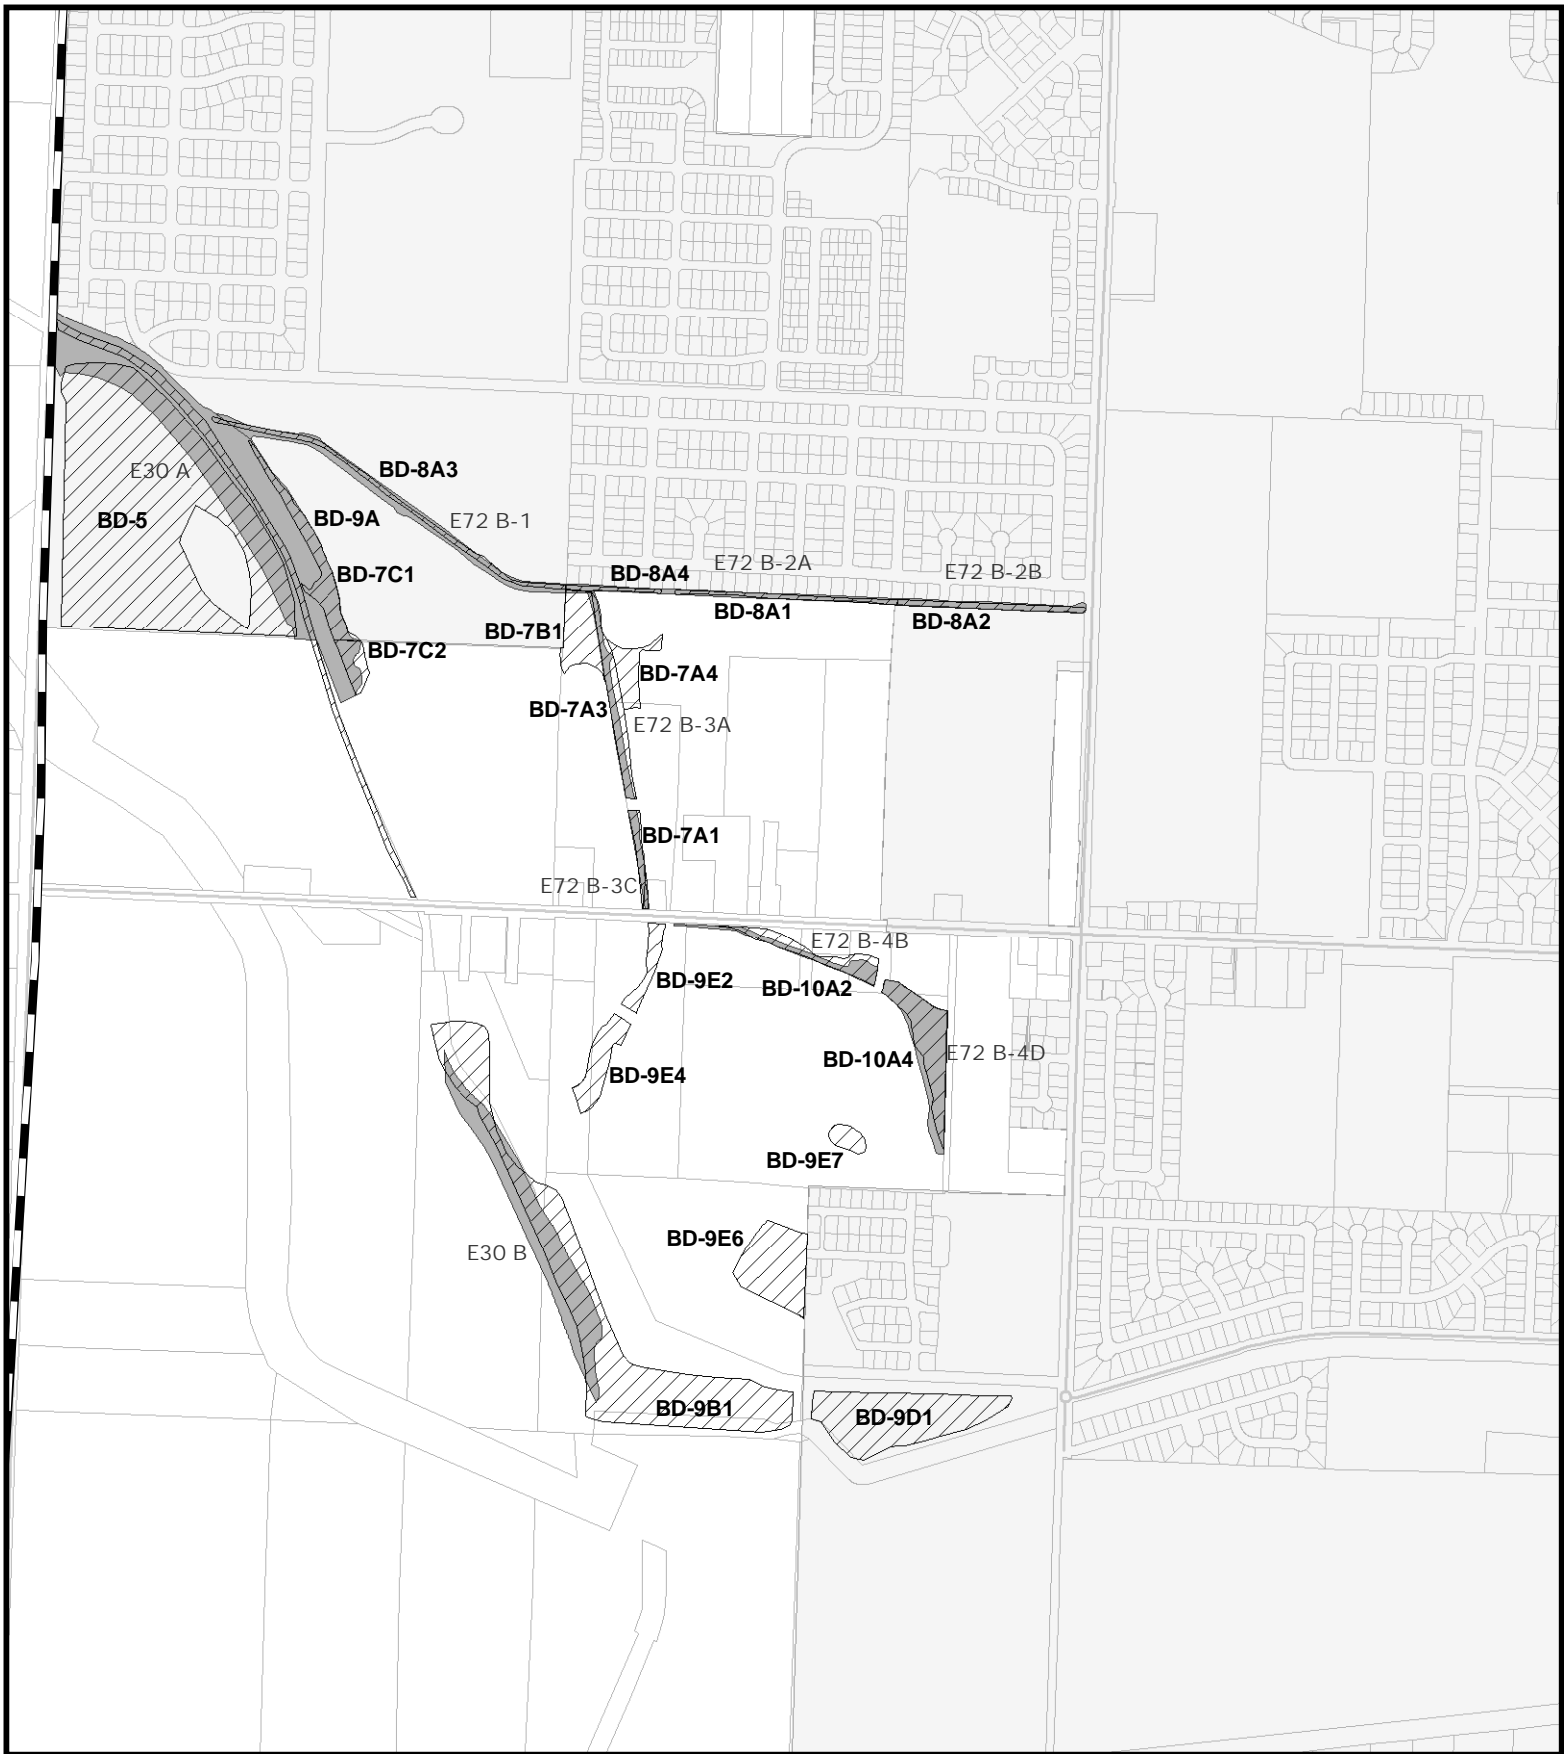 BD-8A3
E30 A
BD-5
BD-9A
E72 B-1
E72 B-2A
E72 B-2B
BD-7C1
BD-8A4
BD-8A1
BD-8A2
BD-7B1
BD-7C2
BD-7A4
BD-7A3
E72 B-3A
BD-7A1
E72 B-3C
E72 B-4B
BD-9E2
BD-10A2
BD-10A4
E72 B-4D
BD-9E4
BD-9E7
BD-9E6
E30 B
BD-9B1
BD-9D1